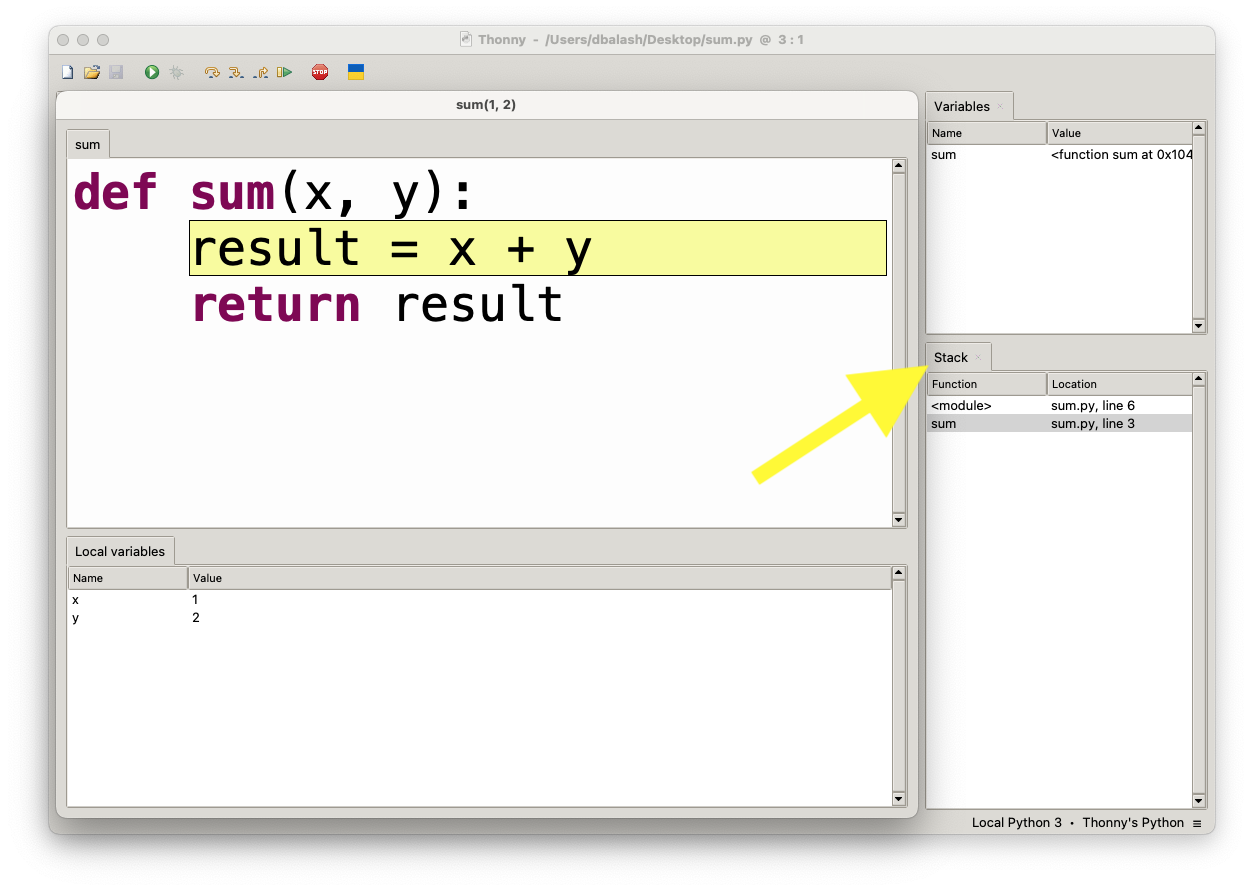 Thonny - /Users/dbalash/Desktop/sum.py @ 3 : 1
STOP
sum(1, 2)
sum
def sum(x, y):
result = x + y
return result
Local variables
Name Value
x 1
y 2
Variables
Name Value
sum <function sum at 0x104
Stack
Function Location
<module> sum.py, line 6
sum sum.py, line 3
Local Python 3 • Thonny's Python ≡